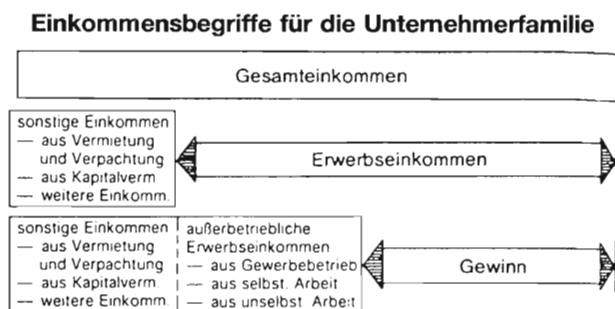 Einkommensbegriffe für die Unternehmerfamilie
Gesamteinkommen
sonstige Einkommen
— aus Vermietung
und Verpachtung
— aus Kapitalverm
— weitere Einkomm.
Erwerbseinkommen
sonstige Einkommen
— aus Vermietung
und Verpachtung
— aus Kapitalverm.
— weitere Einkomm.
außerbetriebliche
Erwerbseinkommen
— aus Gewerbebetrieb
— aus selbst. Arbeit
— aus unselbst Arbeit
Gewinn